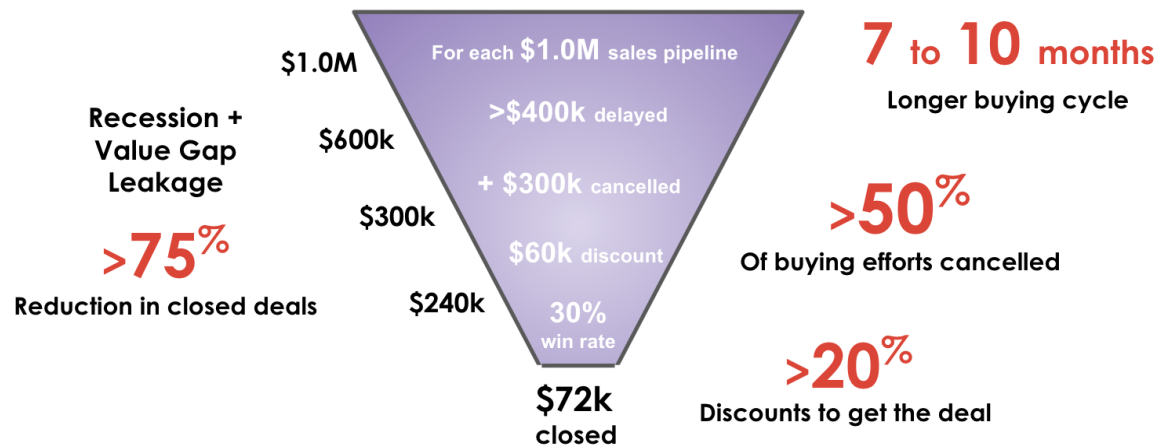 For each $1.0M sales pipeline
$1.0M
7 to 10 months
Longer buying cycle
>$400k delayed
Recession +
Value Gap
Leakage
$600k
+ $300k cancelled
$300k
>50%
Of buying efforts cancelled
>75%
Reduction in closed deals
$60k discount
$240k
30%
win rate
>20%
Discounts to get the deal
$72k
closed